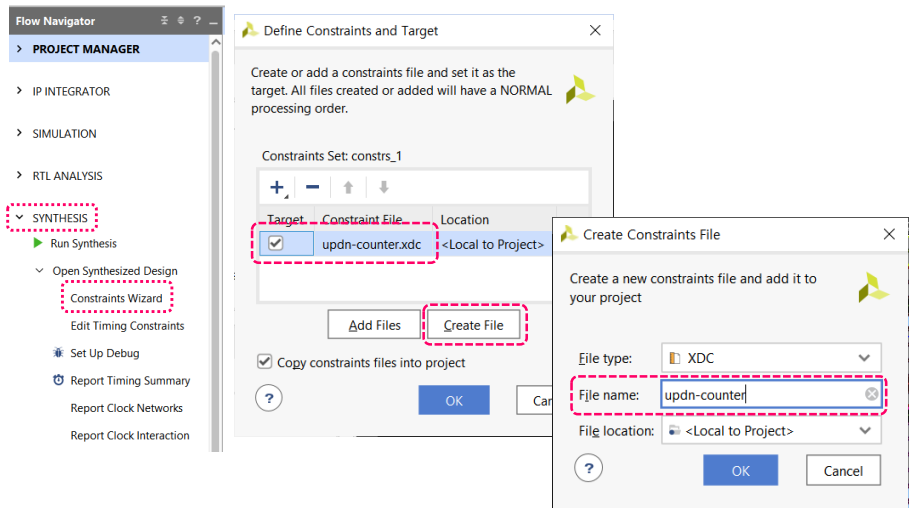 Flow Navigator
PROJECT MANAGER
IP INTEGRATOR
SIMULATION
RTL ANALYSIS
SYNTHESIS
Run Synthesis
Open Synthesized Design
Constraints Wizard
Edit Timing Constraints
Set Up Debug
Report Timing Summary
Report Clock Networks
Report Clock Interaction
Define Constraints and Target
Create or add a constraints file and set it as the
target. All files created or added will have a NORMAL
processing order.
Constraints Set: constrs_1
Target Constraint File Location
updn-counter.xdc <Local to Project>
Add Files Create File
Copy constraints files into project
? OK Car
Create Constraints File
Create a new constraints file and add it to
your project
File type: XDC
File name: updn-counter
File location: <Local to Project>
? OK Cancel